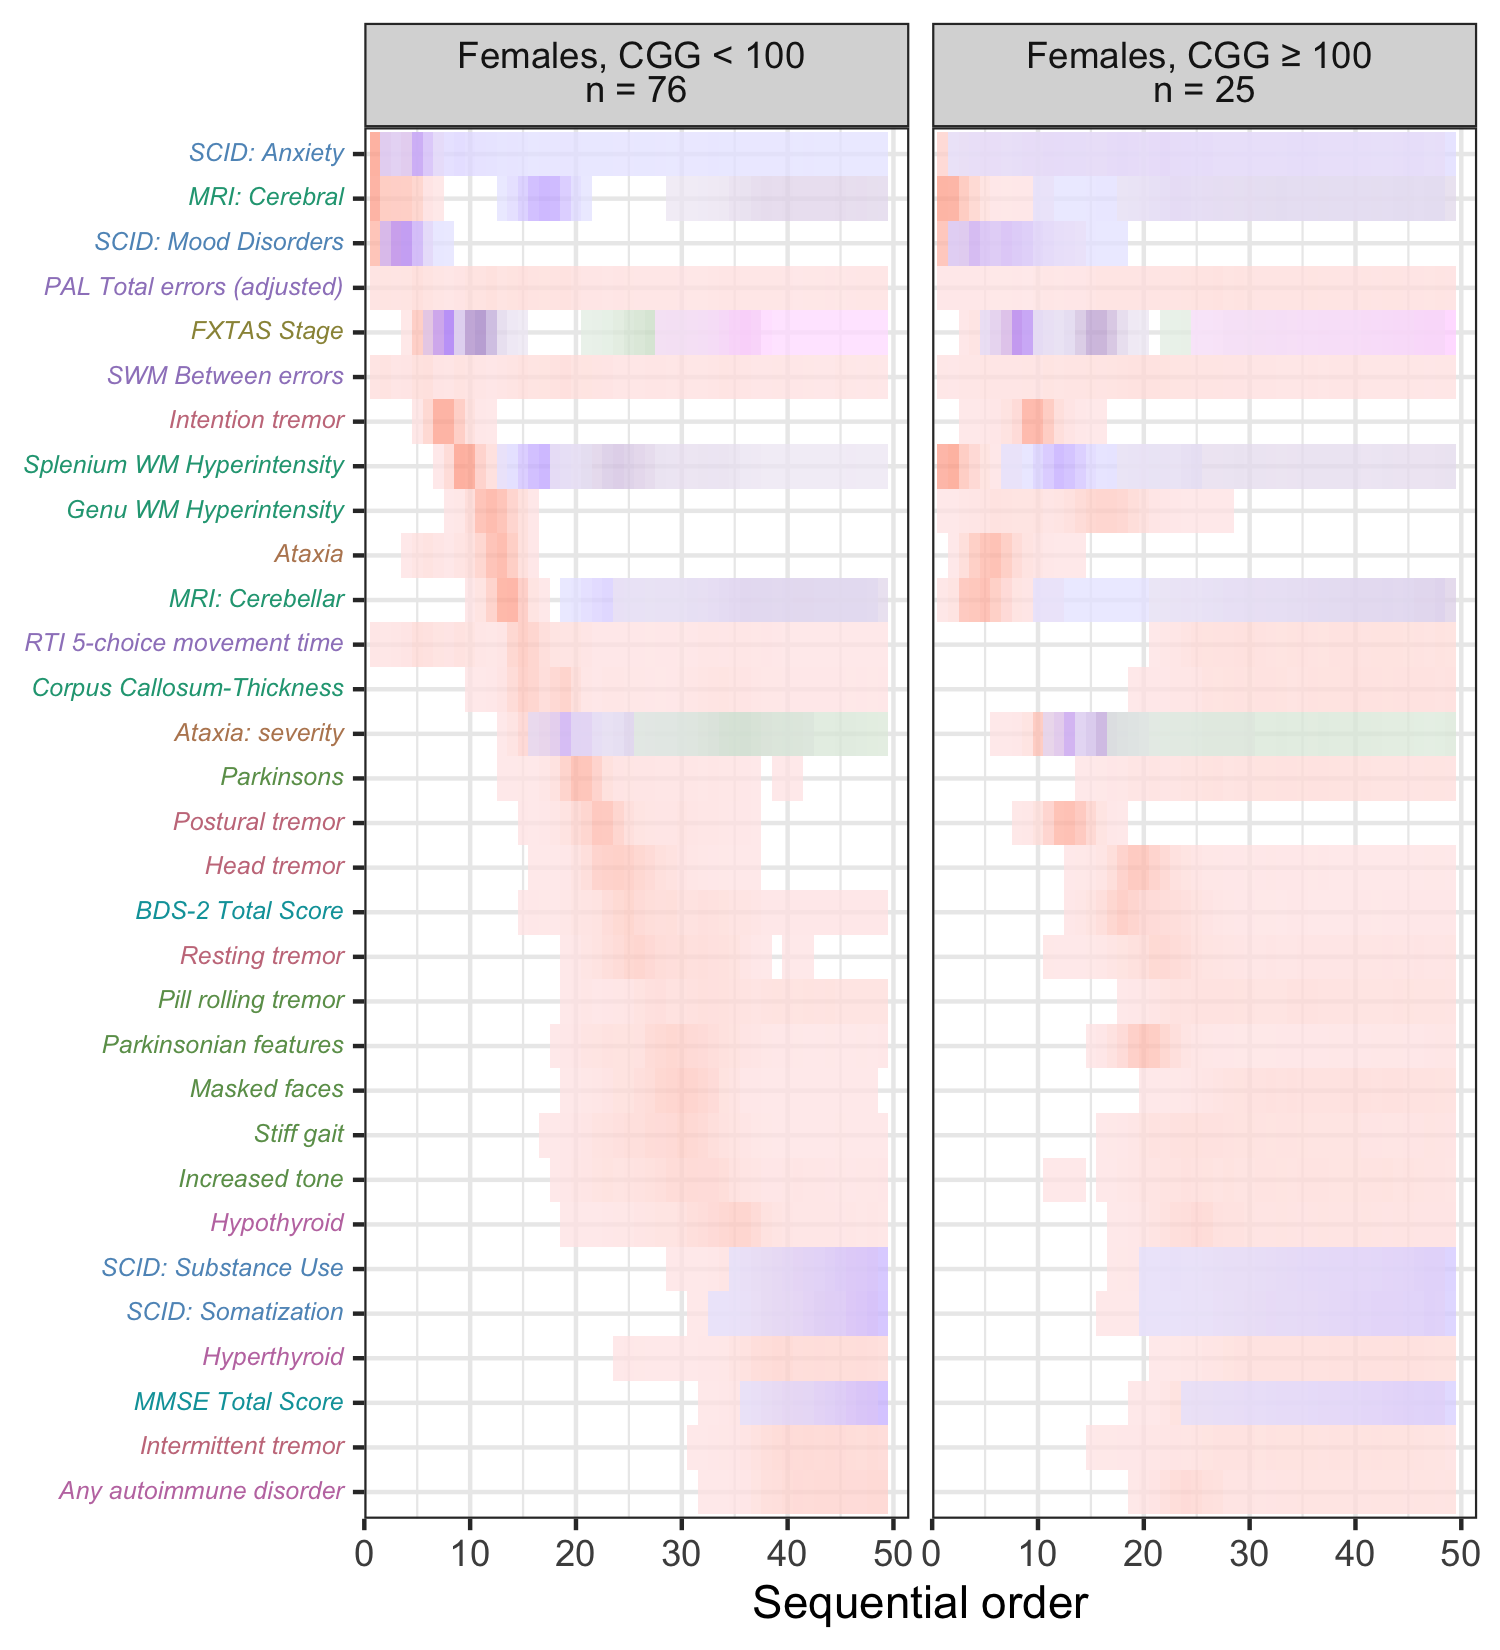 Females, CGG < 100
n = 76
Females, CGG ≥ 100
n = 25
SCID: Anxiety
MRI: Cerebral
SCID: Mood Disorders
PAL Total errors (adjusted)
FXTAS Stage
SWM Between errors
Intention tremor
Splenium WM Hyperintensity
Genu WM Hyperintensity
Ataxia
MRI: Cerebellar
RTI 5-choice movement time
Corpus Callosum-Thickness
Ataxia: severity
Parkinsons
Postural tremor
Head tremor
BDS-2 Total Score
Resting tremor
Pill rolling tremor
Parkinsonian features
Masked faces
Stiff gait
Increased tone
Hypothyroid
SCID: Substance Use
SCID: Somatization
Hyperthyroid
MMSE Total Score
Intermittent tremor
Any autoimmune disorder
0 10 20 30 40 50
0 10 20 30 40 50
Sequential order